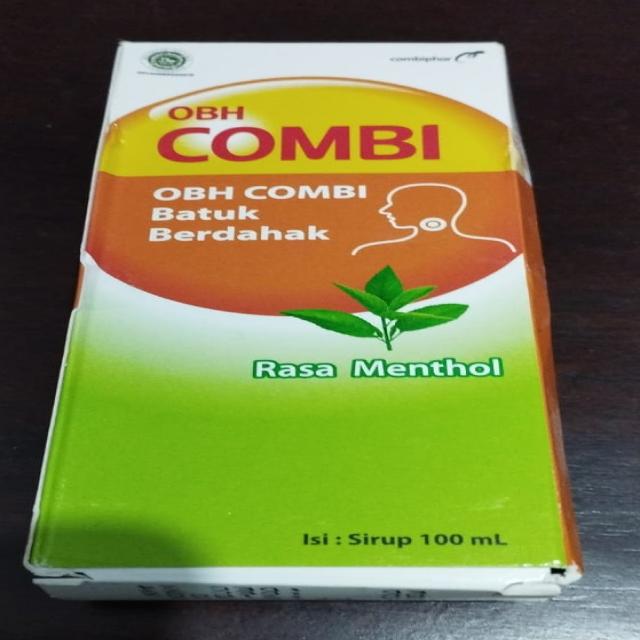 combiphar
OBH
COMBI
OBH COMBI
Batuk
Berdahak
Rasa Menthol
Isi : Sirup 100 mL